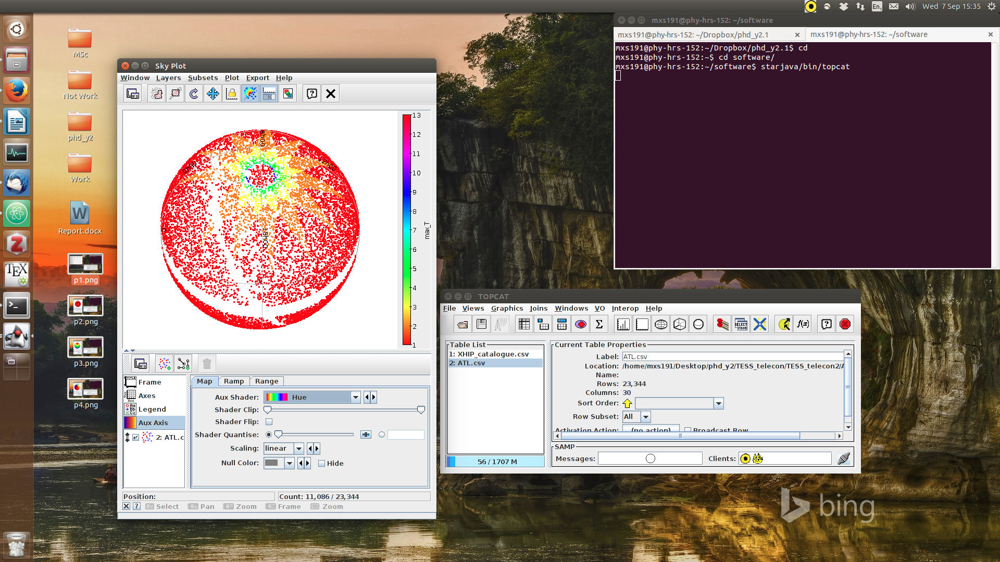 En1
Wed 7 Sep 15:35
mxs191@phy-hrs-152: ~/software
mxs191@phy-hrs-152: ~/Dropbox/phd_y2.1
mxs191@phy-hrs-152: ~/software
mxs191@phy-hrs-152:~/Dropbox/phd_y2.1$ cd
mxs191@phy-hrs-152:~$ cd software/
mxs191@phy-hrs-152:~/software$ starjava/bin/topcat
MSc
Not Work
phd_y2
Work
W
Report.docx
p1.png
p2.png
p3.png
p4.png
Z
TEX
Sky Plot
Window Layers Subsets Plot Export Help
13
12
11
10
9
8
7
6
5
4
3
2
1
max_T
18h00
0
Frame
Axes
Legend
Aux Axis
2: ATL.c
Map Ramp Range
Aux Shader: Hue
Shader Clip:
Shader Flip:
Shader Quantise:
Scaling: linear
Null Color: Hide
Position:
Count: 11,086 / 23,344
Select Pan Zoom Frame Zoom
TOPCAT
File Views Graphics Joins Windows VO Interop Help
SELECT FROM
f(x)
Table List
1: XHIP_catalogue.csv
2: ATL.csv
56 / 1707 M
Current Table Properties
Label: ATL.csv
Location: /home/mxs191/Desktop/phd_y2/TESS_telecon/TESS_telecon2/
Name:
Rows: 23,344
Columns: 30
Sort Order:
Row Subset: All
Activation Action: (no action) Broadcast Row
SAMP
Messages:
Clients:
bing